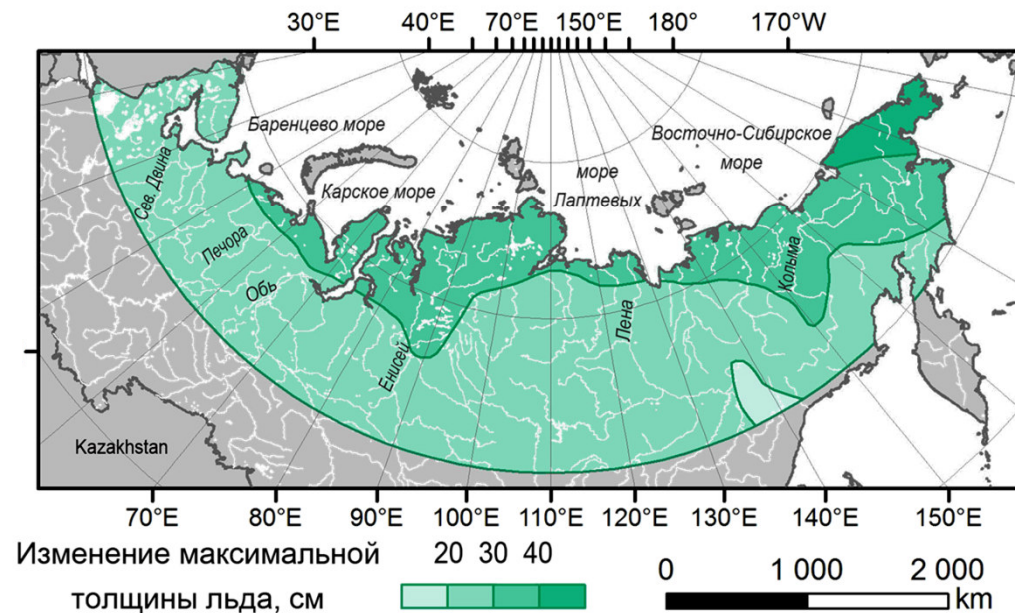 30°E 40°E 70°E 150°E 180° 170°W
Баренцево море
Восточно-Сибирское
море
Карское море
море
Лаптевых
Сев. Двина
Печора
Обь
Енисей
Лена
Колыма
Kazakhstan
70°E 80°E 90°E 100°E 110°E 120°E 130°E 140°E 150°E
Изменение максимальной
толщины льда, см
20 30 40
0 1 000 2 000
km